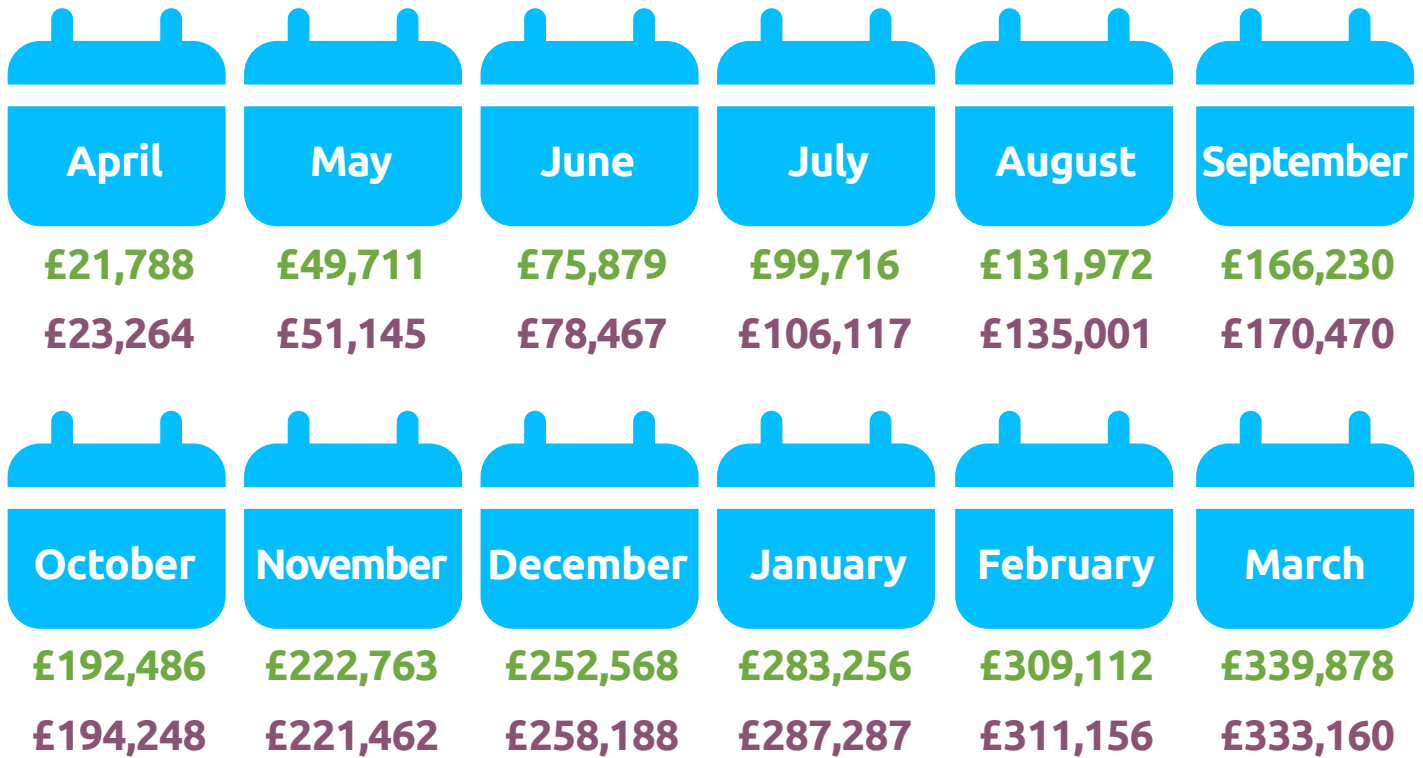 April May June July August September
£21,788 £49,711 £75,879 £99,716 £131,972 £166,230
£23,264 £51,145 £78,467 £106,117 £135,001 £170,470
October November December January February March
£192,486 £222,763 £252,568 £283,256 £309,112 £339,878
£194,248 £221,462 £258,188 £287,287 £311,156 £333,160